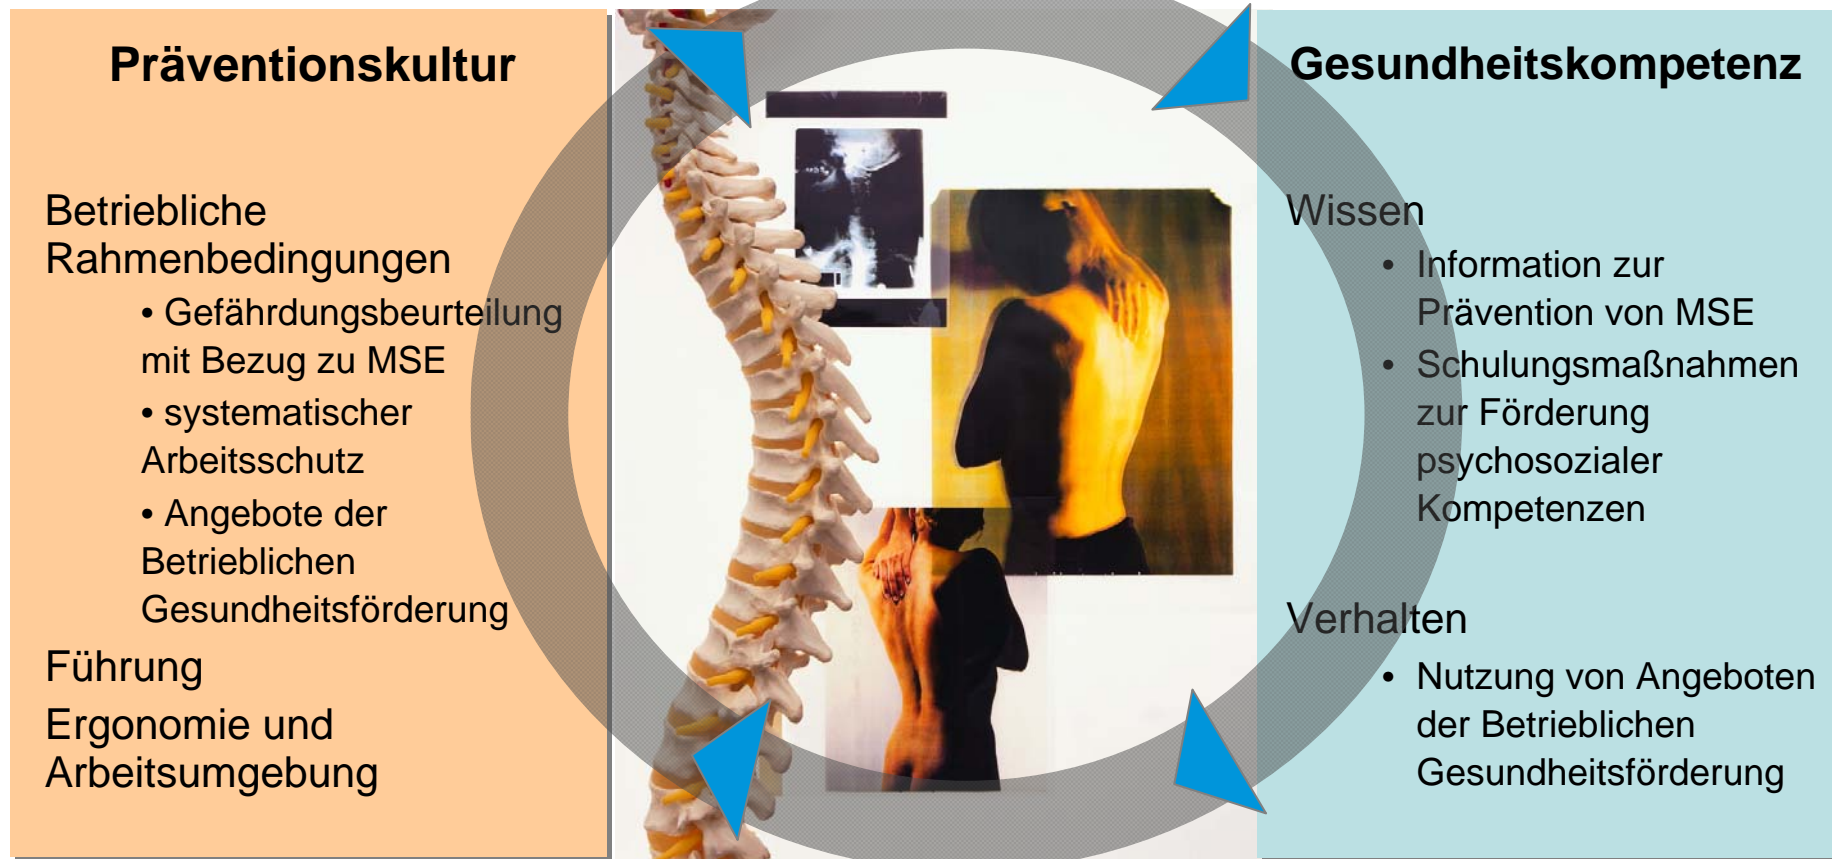 Präventionskultur
Betriebliche
Rahmenbedingungen
• Gefährdungsbeurteilung
mit Bezug zu MSE
• systematischer
Arbeitsschutz
• Angebote der
Betrieblichen
Gesundheitsförderung
Führung
Ergonomie und
Arbeitsumgebung
Gesundheitskompetenz
Wissen
• Information zur
Prävention von MSE
• Schulungsmaßnahmen
zur Förderung
psychosozialer
Kompetenzen
Verhalten
• Nutzung von Angeboten
der Betrieblichen
Gesundheitsförderung